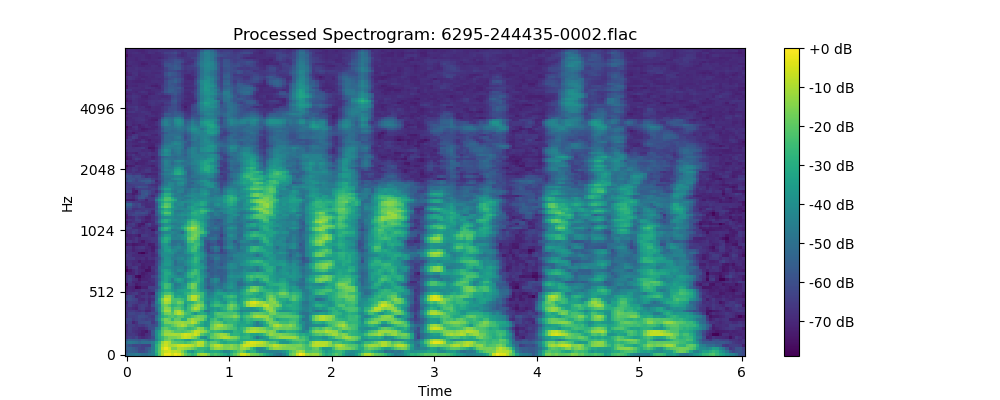 Processed Spectrogram: 6295-244435-0002.flac
Hz
4096
2048
1024
512
0
0 1 2 3 4 5 6
Time
+0 dB
-10 dB
-20 dB
-30 dB
-40 dB
-50 dB
-60 dB
-70 dB